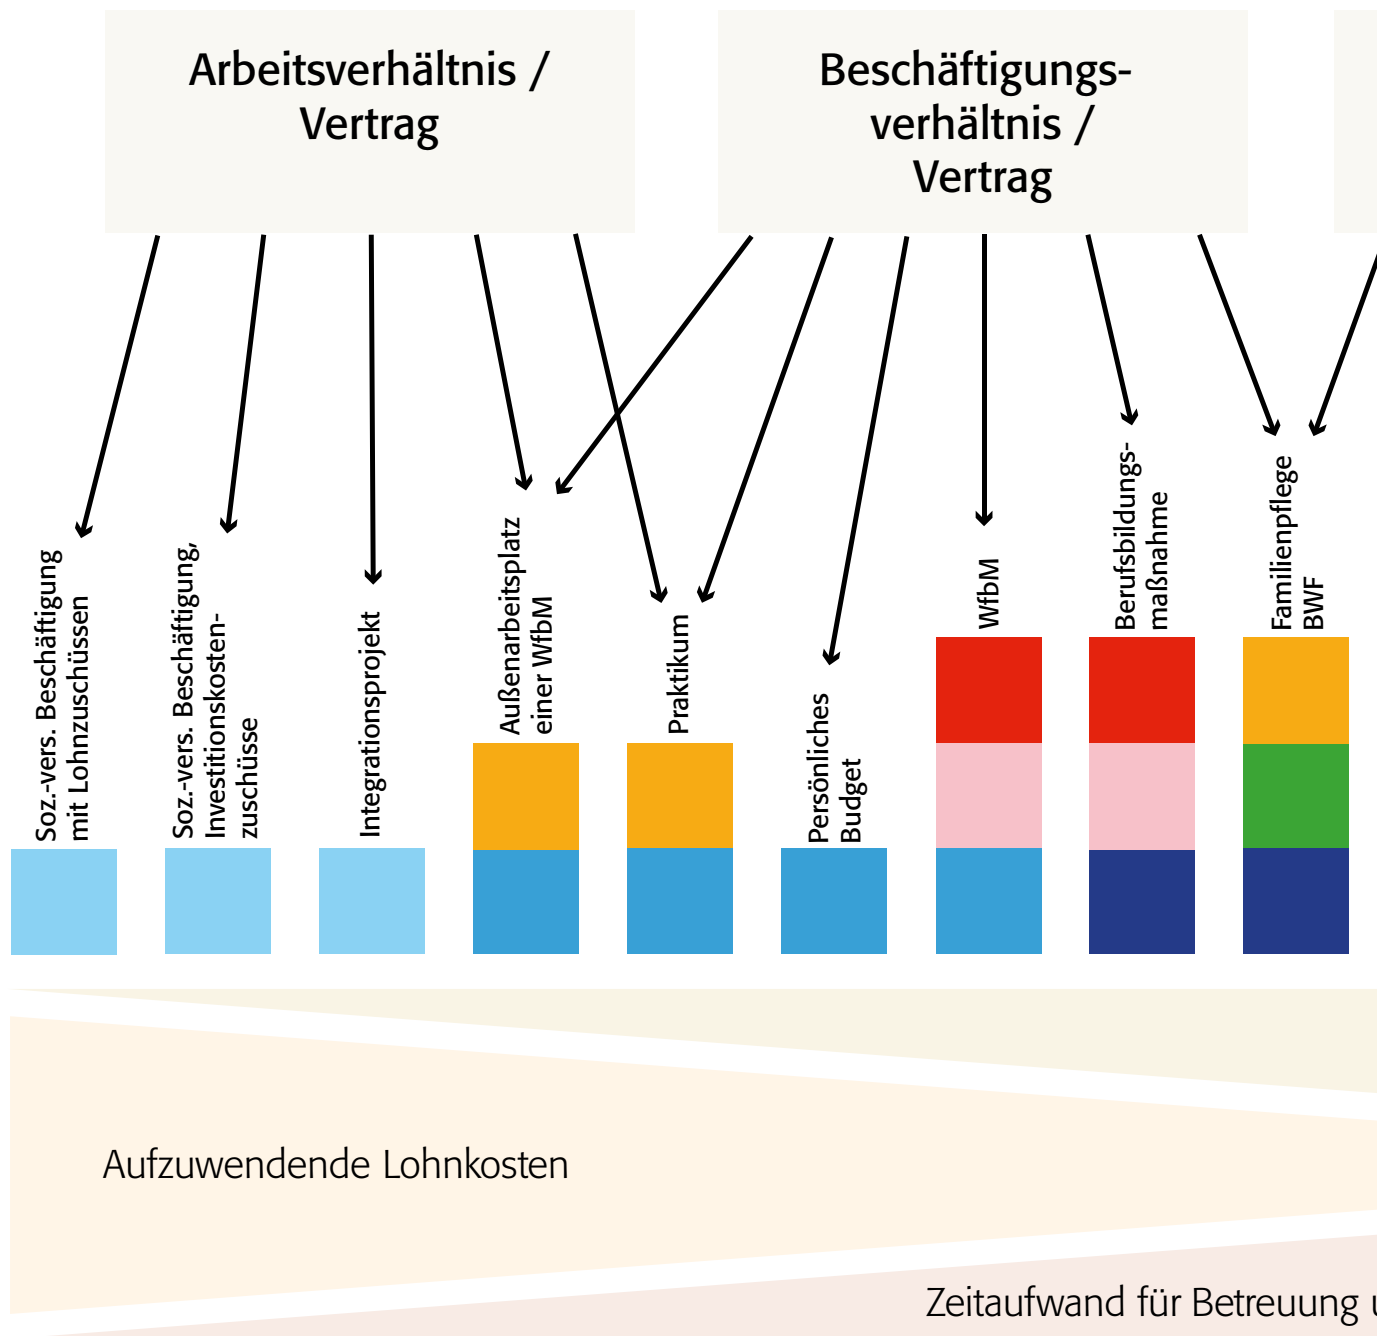 Arbeitsverhältnis /
Vertrag
Beschäftigungs-
verhältnis /
Vertrag
Soz.-vers. Beschäftigung
mit Lohnzuschüssen
Soz.-vers. Beschäftigung,
Investitionskosten-
zuschüsse
Integrationsprojekt
Außenarbeitsplatz
einer WfbM
Praktikum
Persönliches
Budget
WfbM
Berufsbildungs-
maßnahme
Familienpflege
BWF
Aufzuwendende Lohnkosten
Zeitaufwand für Betreuung